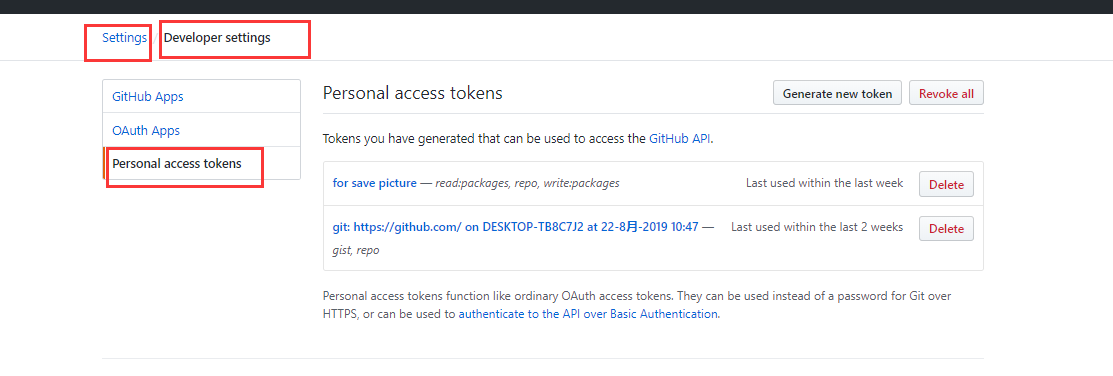 Settings / Developer settings
GitHub Apps
OAuth Apps
Personal access tokens
Personal access tokens
Generate new token
Revoke all
Tokens you have generated that can be used to access the GitHub API.
for save picture — read:packages, repo, write:packages
Last used within the last week
Delete
git: https://github.com/ on DESKTOP-TB8C7J2 at 22-8月-2019 10:47 —
gist, repo
Last used within the last 2 weeks
Delete
Personal access tokens function like ordinary OAuth access tokens. They can be used instead of a password for Git over
HTTPS, or can be used to authenticate to the API over Basic Authentication.